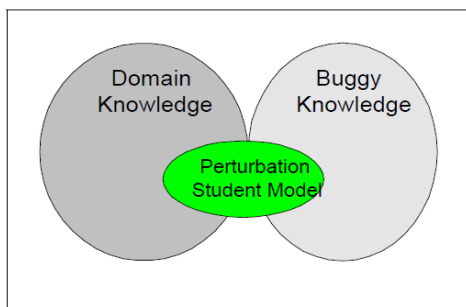 Domain
Knowledge
Buggy
Knowledge
Perturbation
Student Model